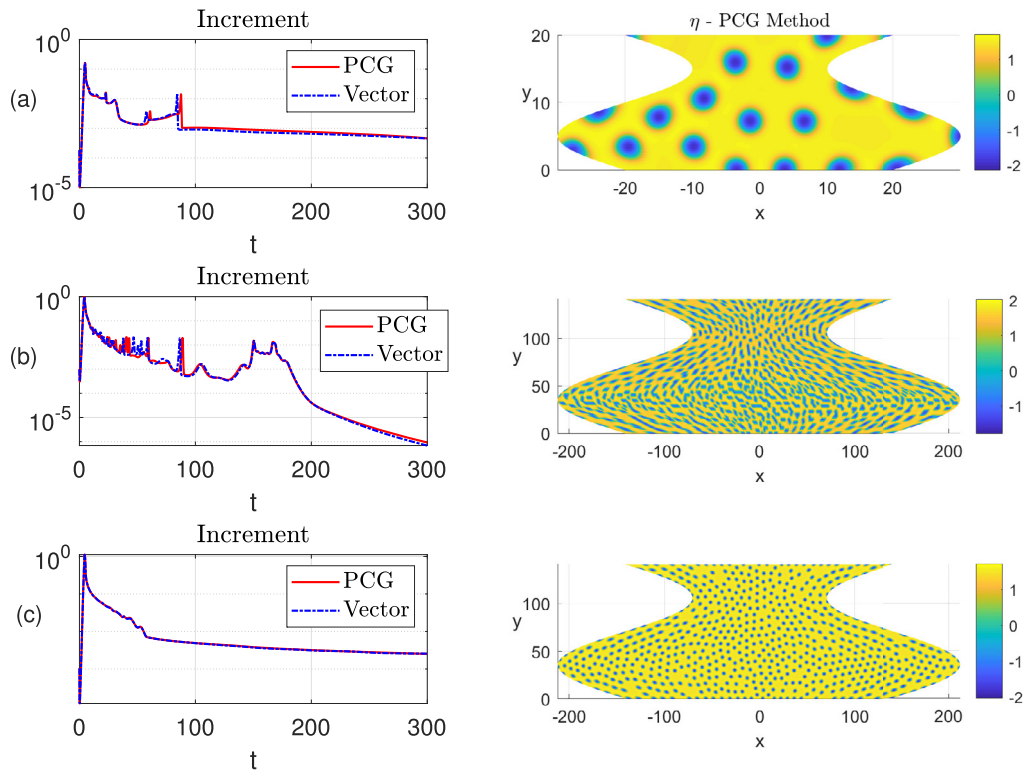 Increment
10^0
10^-5
(a)
PCG
Vector
0 100 200 300
t
η - PCG Method
20
y
10
0
-20 -10 0 10 20
x
1
0
-1
-2
Increment
10^0
10^-5
(b)
PCG
Vector
0 100 200 300
t
100
y
50
0
-200 -100 0 100 200
x
2
1
0
-1
Increment
10^0
(c)
PCG
Vector
0 100 200 300
t
100
y
50
0
-200 -100 0 100 200
x
1
0
-1
-2